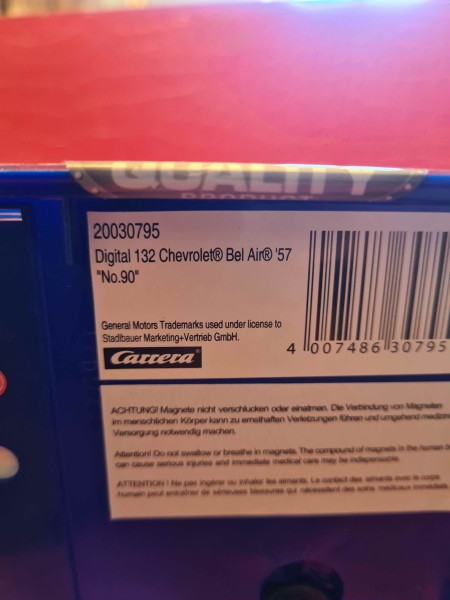 QUALITY
PRODUCT
20030795
Digital 132 Chevrolet® Bel Air® '57
"No.90"
General Motors Trademarks used under license to
Stadlbauer Marketing+Vertrieb GmbH.
Carrera
4 007486 30795
ACHTUNG! Magnete nicht verschlucken oder einatmen. Die Verbindung von Magneten
im menschlichen Körper kann zu ernsthaften Verletzungen führen und umgehend medizin
Versorgung notwendig machen.
Attention! Do not swallow or breathe in magnets. The compound of magnets in the human
can cause serious injuries and immediate medical care may be indispensable.
ATTENTION ! Ne pas ingérer ou inhaler les aimants. Le contact des aimants avec le corps
humain peut entraîner de sérieuses blessures qui nécessitent des soins médicaux immédiats